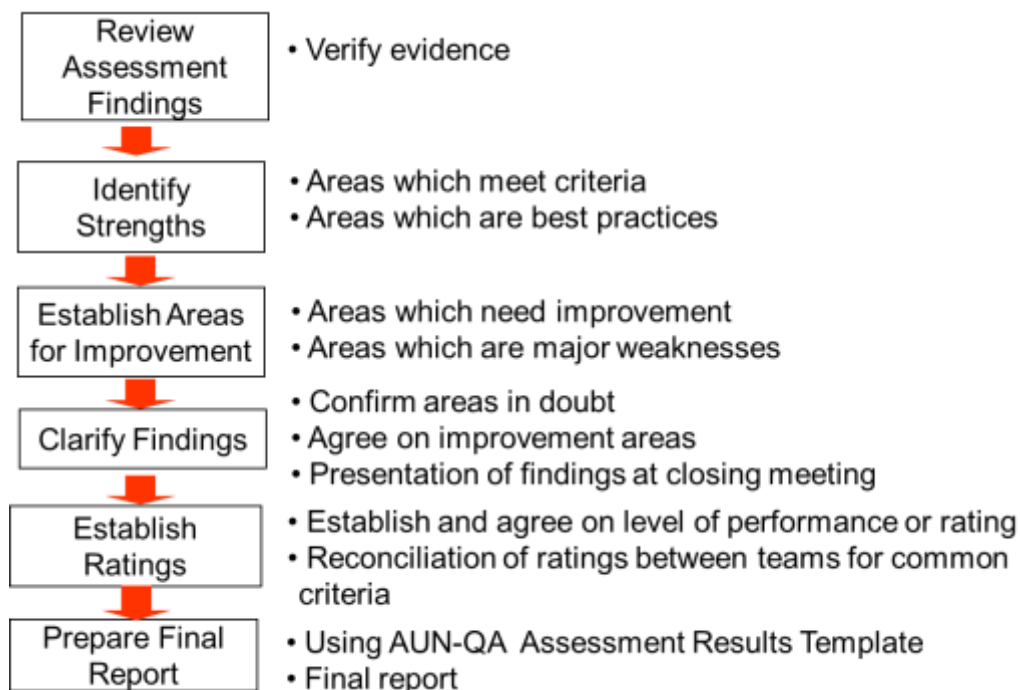 Review
Assessment
Findings
• Verify evidence
Identify
Strengths
• Areas which meet criteria
• Areas which are best practices
Establish Areas
for Improvement
• Areas which need improvement
• Areas which are major weaknesses
Clarify Findings
• Confirm areas in doubt
• Agree on improvement areas
• Presentation of findings at closing meeting
Establish
Ratings
• Establish and agree on level of performance or rating
• Reconciliation of ratings between teams for common
criteria
Prepare Final
Report
• Using AUN-QA Assessment Results Template
• Final report